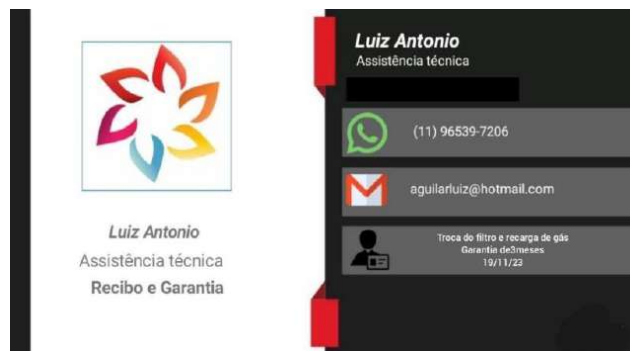 Luiz Antonio
Assistência técnica
Recibo e Garantia
Luiz Antonio
Assistência técnica
(11) 96539-7206
aguilarluiz@hotmail.com
Troca do filtro e recarga de gás
Garantia de3meses
19/11/23